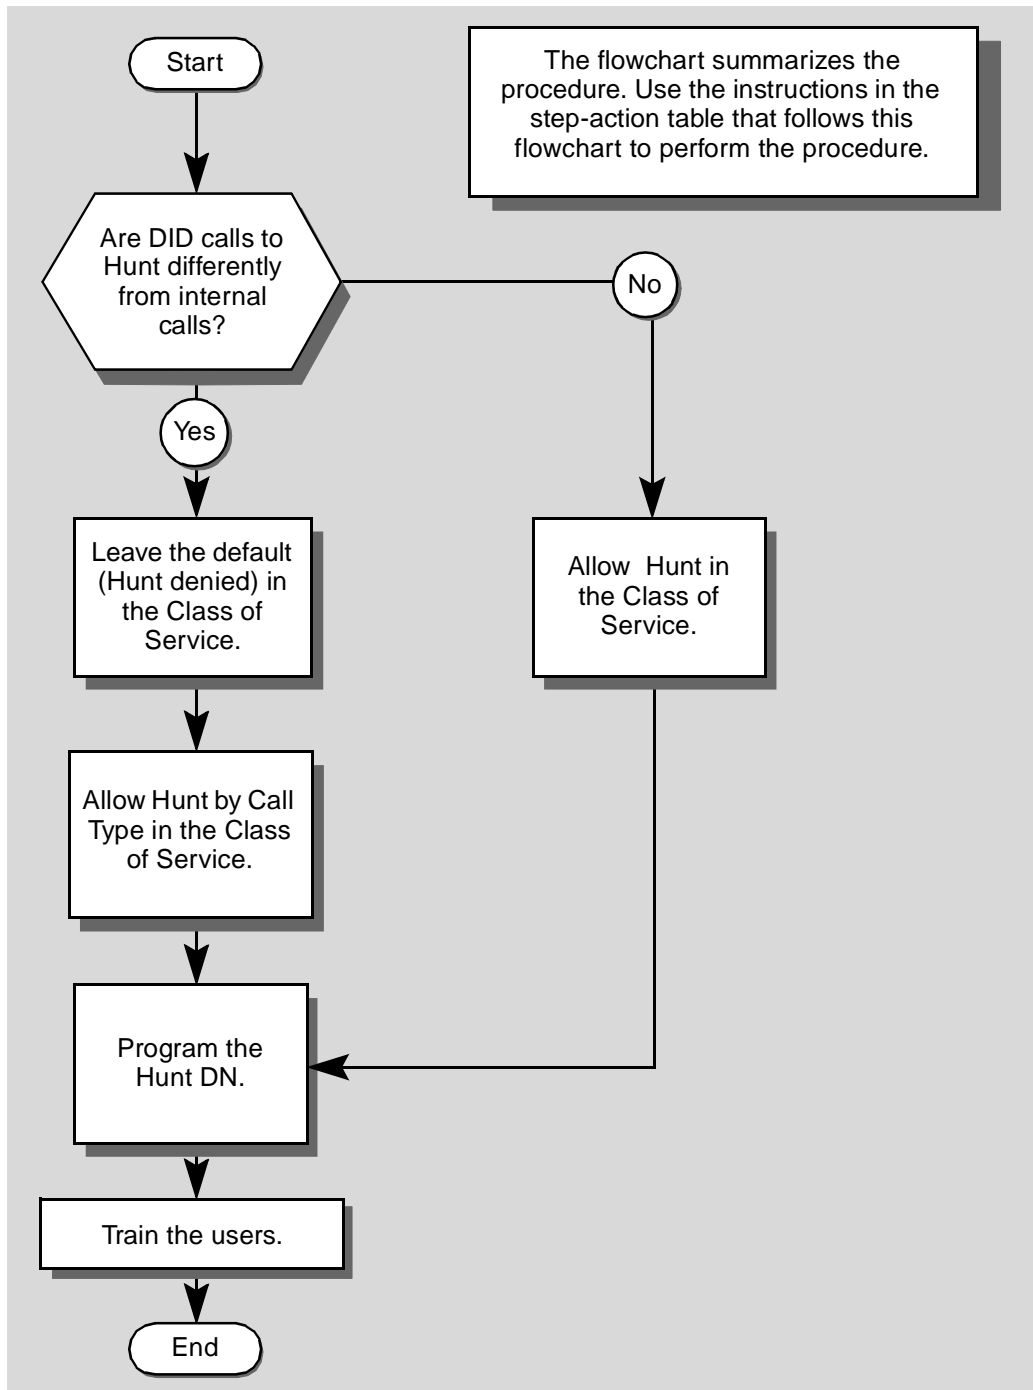 Start
The flowchart summarizes the
procedure. Use the instructions in the
step-action table that follows this
flowchart to perform the procedure.
Are DID calls to
Hunt differently
from internal
calls?
No
Yes
Leave the default
(Hunt denied) in
the Class of
Service.
Allow Hunt in
the Class of
Service.
Allow Hunt by Call
Type in the Class
of Service.
Program the
Hunt DN.
Train the users.
End